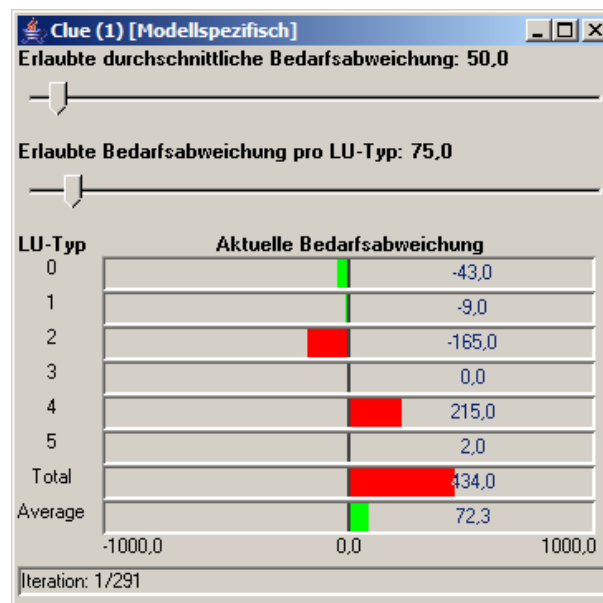 Clue (1) [Modellspezifisch]
Erlaubte durchschnittliche Bedarfsabweichung: 50,0
Erlaubte Bedarfsabweichung pro LU-Typ: 75,0
LU-Typ Aktuelle Bedarfsabweichung
0 -43,0
1 -9,0
2 -165,0
3 0,0
4 215,0
5 2,0
Total 434,0
Average 72,3
-1000,0 0,0 1000,0
Iteration: 1/291